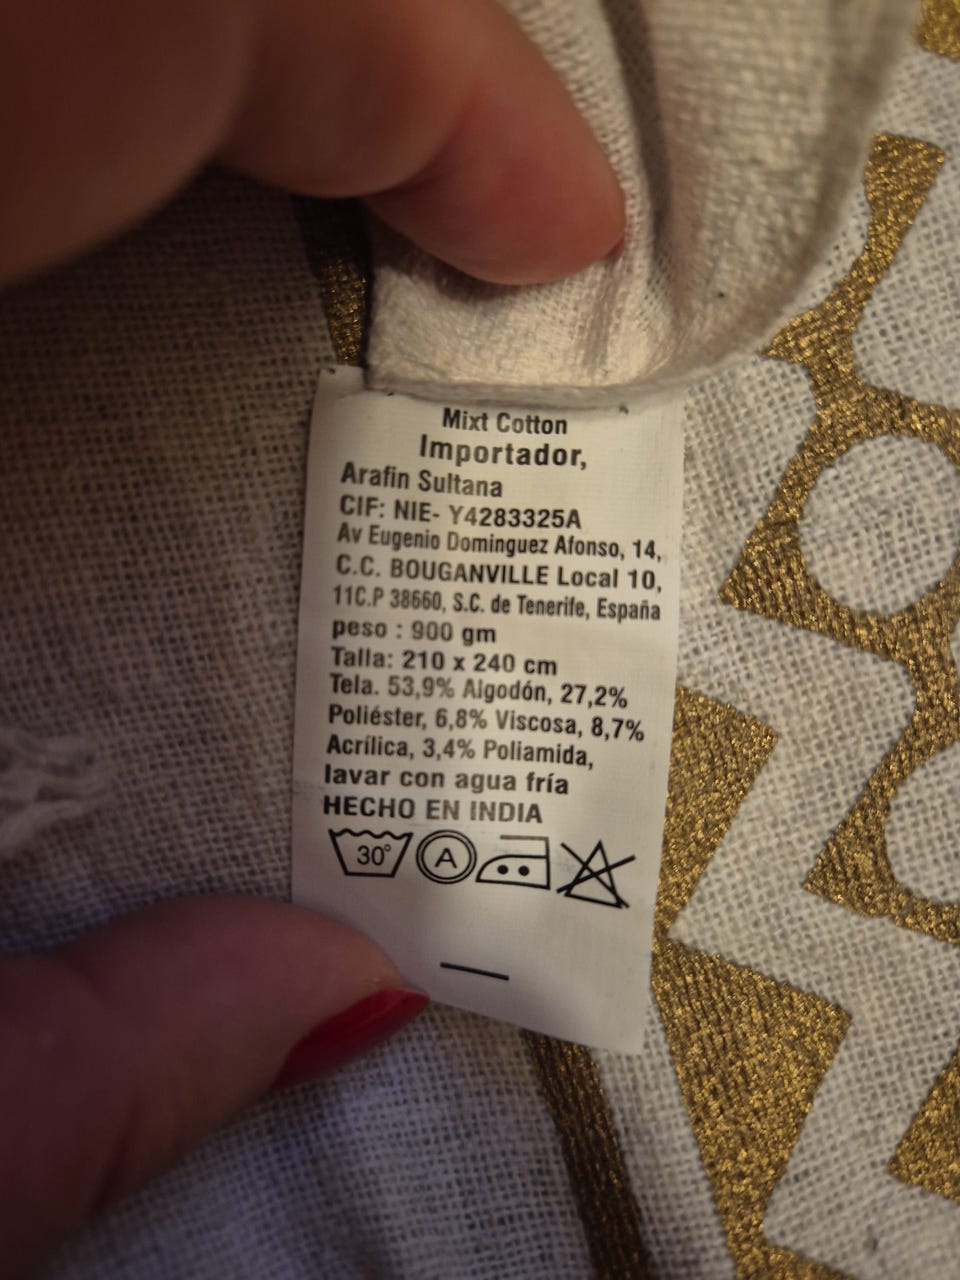 Mixt Cotton
Importador,
Arafin Sultana
CIF: NIE- Y4283325A
Av Eugenio Dominguez Afonso, 14,
C.C. BOUGANVILLE Local 10,
11C.P 38660, S.C. de Tenerife, España
peso : 900 gm
Talla: 210 x 240 cm
Tela. 53,9% Algodón, 27,2%
Poliéster, 6,8% Viscosa, 8,7%
Acrílica, 3,4% Poliamida,
lavar con agua fría
HECHO EN INDIA
30° A